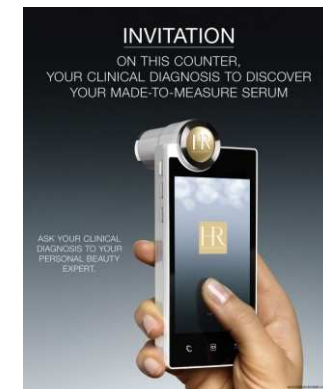 INVITATION
ON THIS COUNTER,
YOUR CLINICAL DIAGNOSIS TO DISCOVER
YOUR MADE-TO-MEASURE SERUM
HR
HR
ASK YOUR CLINICAL
DIAGNOSIS TO YOUR
PERSONAL BEAUTY
EXPERT.